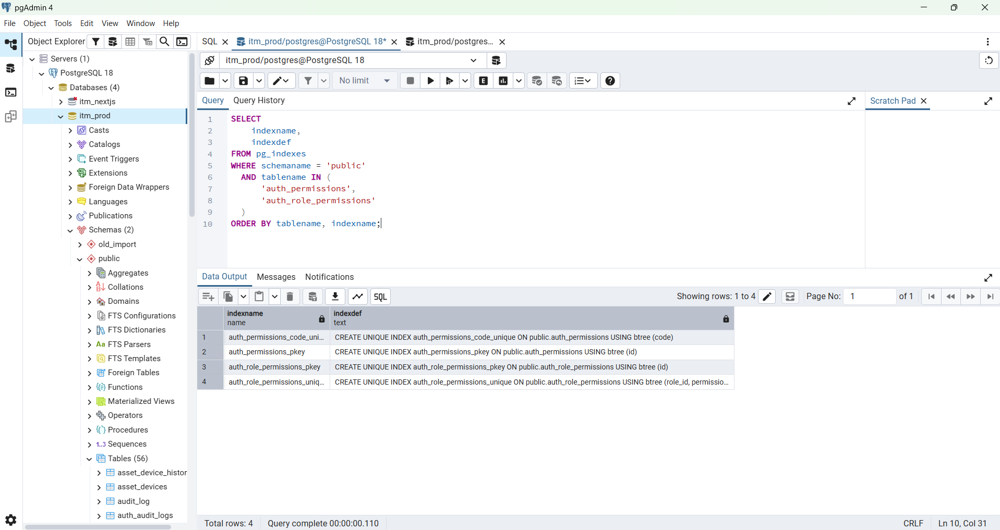 pgAdmin 4
File Object Tools Edit View Window Help
Object Explorer
SQL itm_prod/postgres@PostgreSQL 18* itm_prod/postgres...
Servers (1)
PostgreSQL 18
Databases (4)
itm_nextjs
itm_prod
Casts
Catalogs
Event Triggers
Extensions
Foreign Data Wrappers
Languages
Publications
Schemas (2)
old_import
public
Aggregates
Collations
Domains
FTS Configurations
FTS Dictionaries
Aa FTS Parsers
FTS Templates
Foreign Tables
Functions
Materialized Views
Operators
Procedures
1..3 Sequences
Tables (56)
asset_device_histor
asset_devices
audit_log
auth_audit_logs
itm_prod/postgres@PostgreSQL 18
No limit
E
Query Query History
Scratch Pad
1 SELECT
2 indexname,
3 indexdef
4 FROM pg_indexes
5 WHERE schemaname = 'public'
6 AND tablename IN (
7 'auth_permissions',
8 'auth_role_permissions'
9 )
10 ORDER BY tablename, indexname;
Data Output Messages Notifications
SQL Showing rows: 1 to 4 Page No: 1 of 1
indexname indexdef
name text
1 auth_permissions_code_uni... CREATE UNIQUE INDEX auth_permissions_code_unique ON public.auth_permissions USING btree (code)
2 auth_permissions_pkey CREATE UNIQUE INDEX auth_permissions_pkey ON public.auth_permissions USING btree (id)
3 auth_role_permissions_pkey CREATE UNIQUE INDEX auth_role_permissions_pkey ON public.auth_role_permissions USING btree (id)
4 auth_role_permissions_uniq... CREATE UNIQUE INDEX auth_role_permissions_unique ON public.auth_role_permissions USING btree (role_id, permissio...
Total rows: 4 Query complete 00:00:00.110 CRLF Ln 10, Col 31